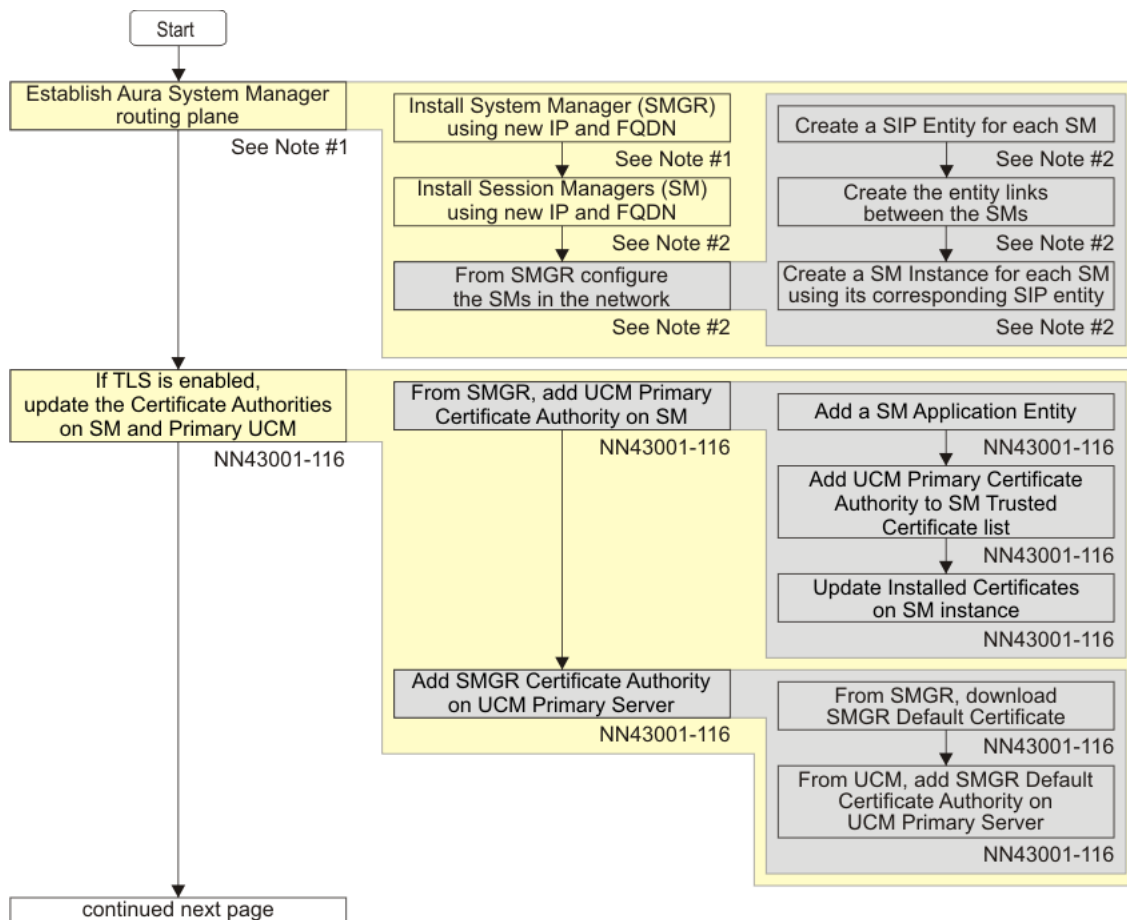 Start
Establish Aura System Manager
routing plane
See Note #1
Install System Manager (SMGR)
using new IP and FQDN
See Note #1
Install Session Managers (SM)
using new IP and FQDN
See Note #2
From SMGR configure
the SMs in the network
See Note #2
Create a SIP Entity for each SM
See Note #2
Create the entity links
between the SMs
See Note #2
Create a SM Instance for each SM
using its corresponding SIP entity
See Note #2
If TLS is enabled,
update the Certificate Authorities
on SM and Primary UCM
NN43001-116
From SMGR, add UCM Primary
Certificate Authority on SM
NN43001-116
Add a SM Application Entity
NN43001-116
Add UCM Primary Certificate
Authority to SM Trusted
Certificate list
NN43001-116
Update Installed Certificates
on SM instance
NN43001-116
Add SMGR Certificate Authority
on UCM Primary Server
NN43001-116
From SMGR, download
SMGR Default Certificate
NN43001-116
From UCM, add SMGR Default
Certificate Authority on
UCM Primary Server
NN43001-116
continued next page